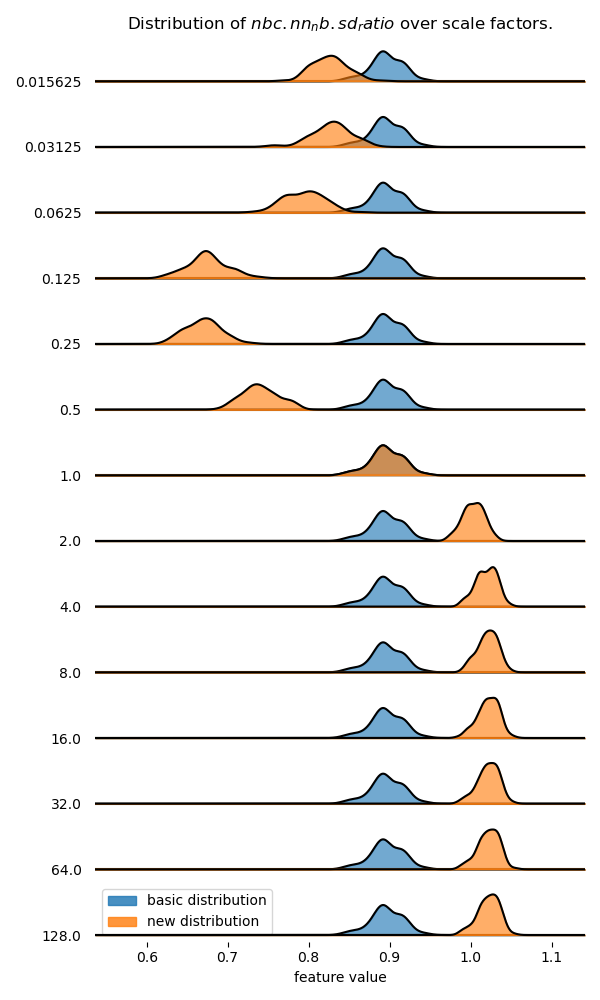 Distribution of nbc.nn_nb.sd_ratio over scale factors.
0.015625
0.03125
0.0625
0.125
0.25
0.5
1.0
2.0
4.0
8.0
16.0
32.0
64.0
128.0
basic distribution
new distribution
0.6 0.7 0.8 0.9 1.0 1.1
feature value